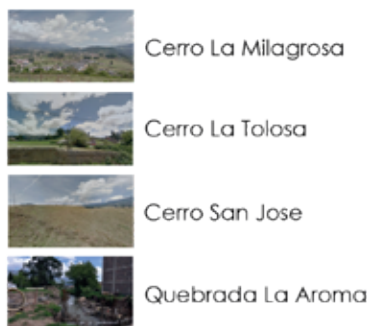 Cerro La Milagrosa
Cerro La Tolosa
Cerro San Jose
Quebrada La Aroma